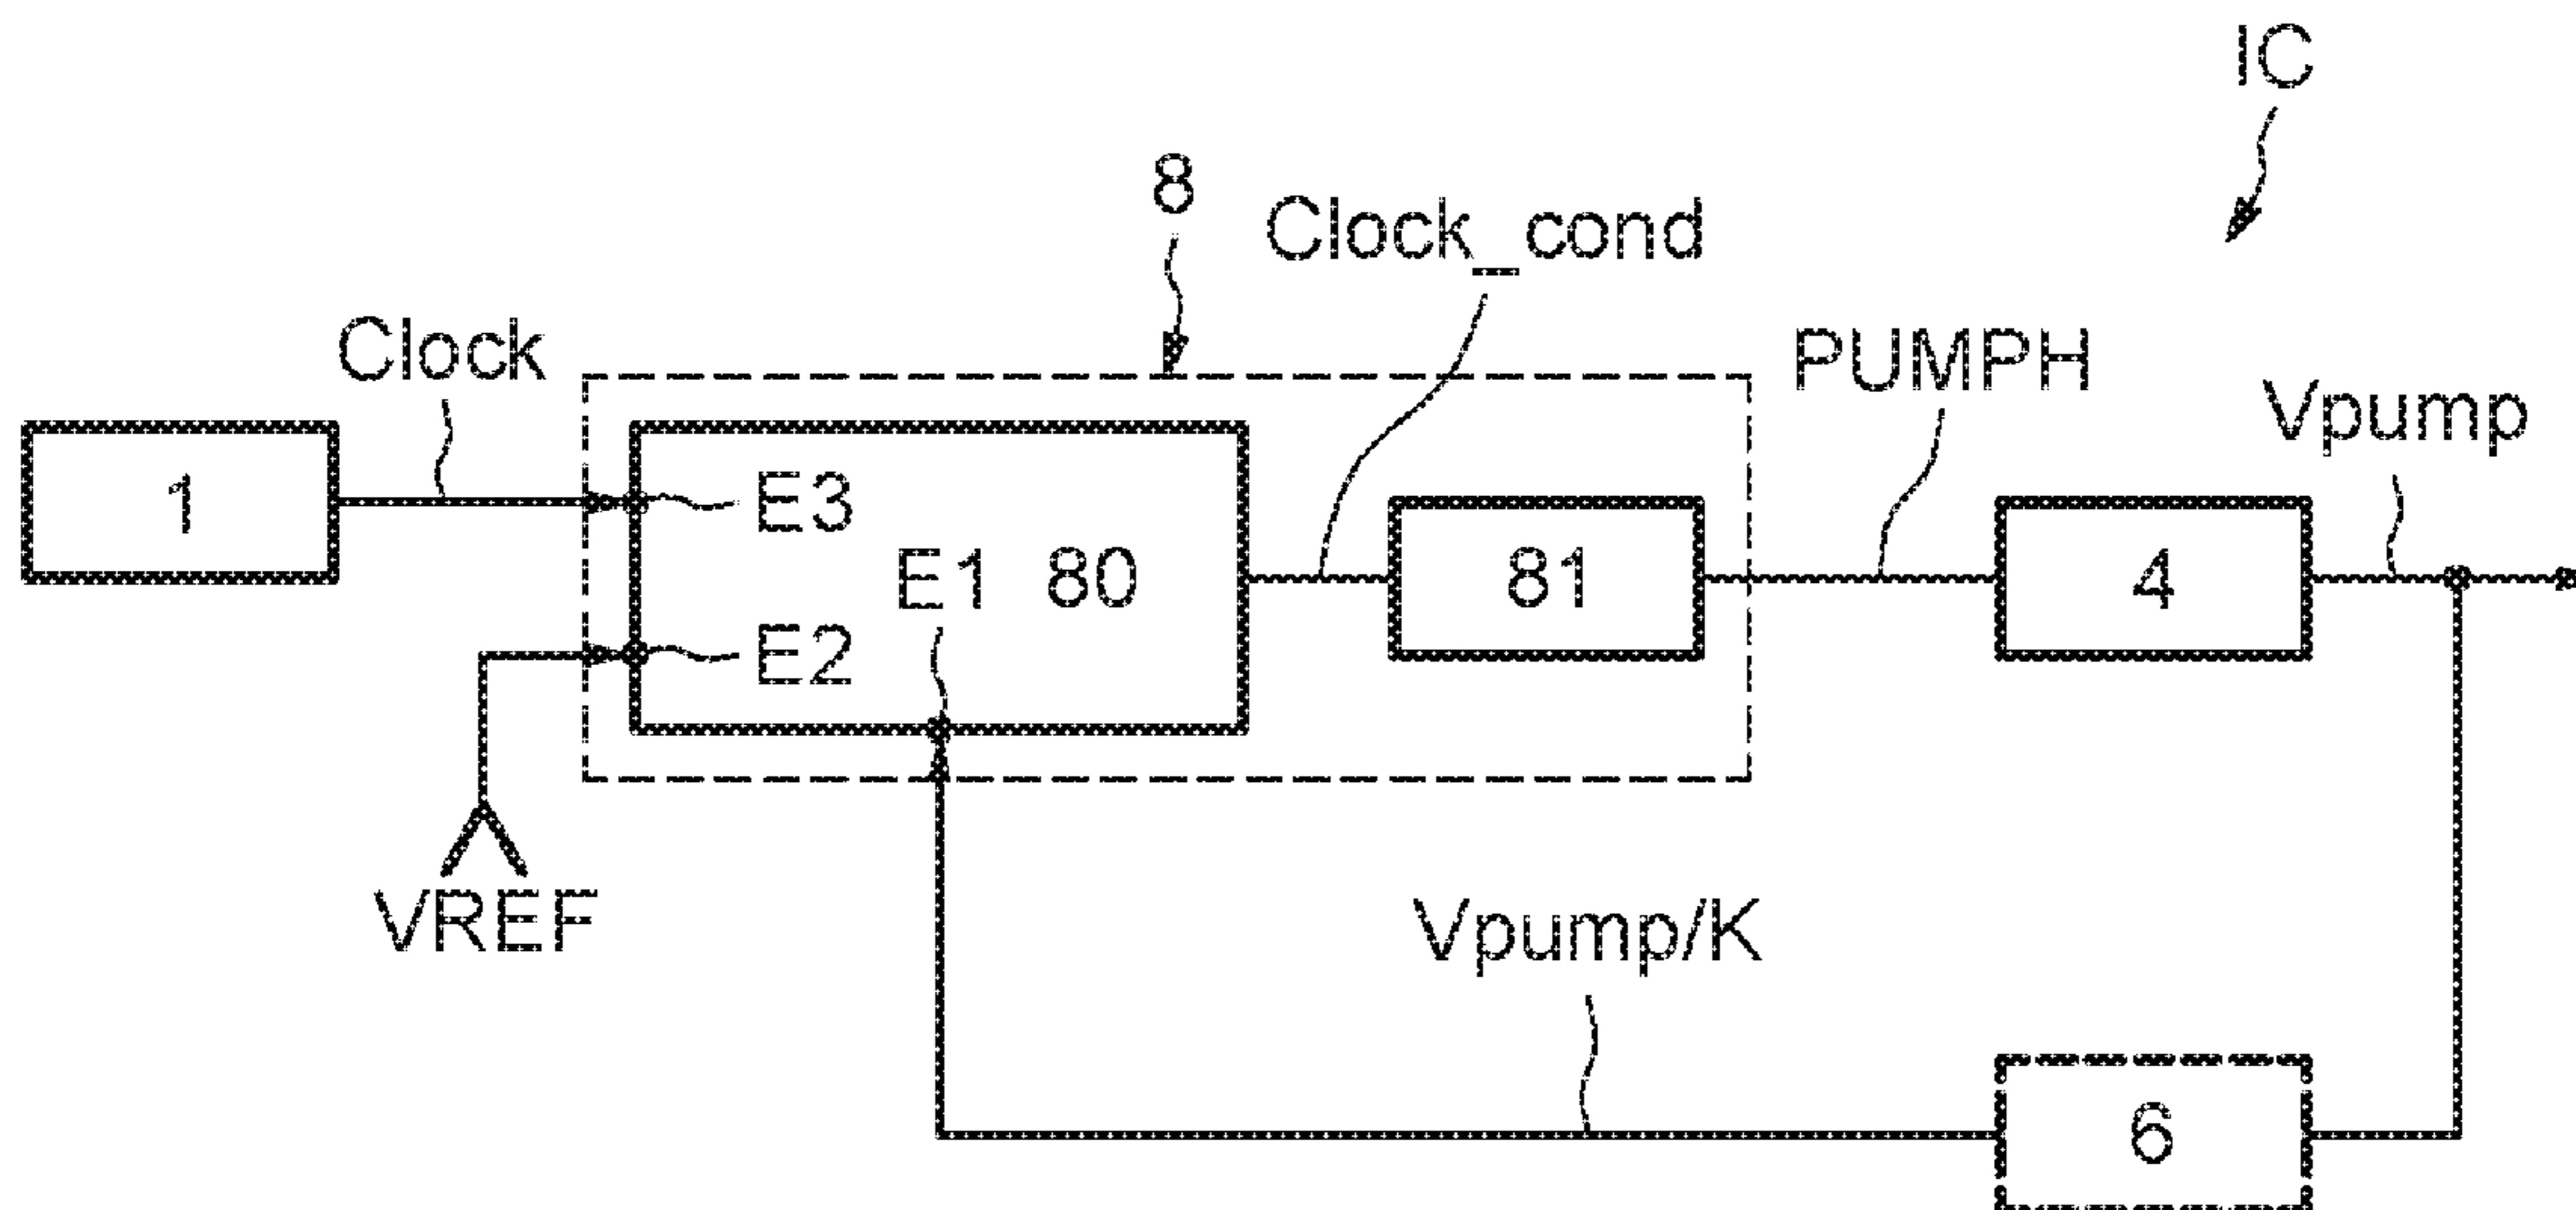 IC
8
Clock_cond
Clock
PUMPH
Vpump
1
E3
E1
80
81
4
E2
VREF
Vpump/K
6